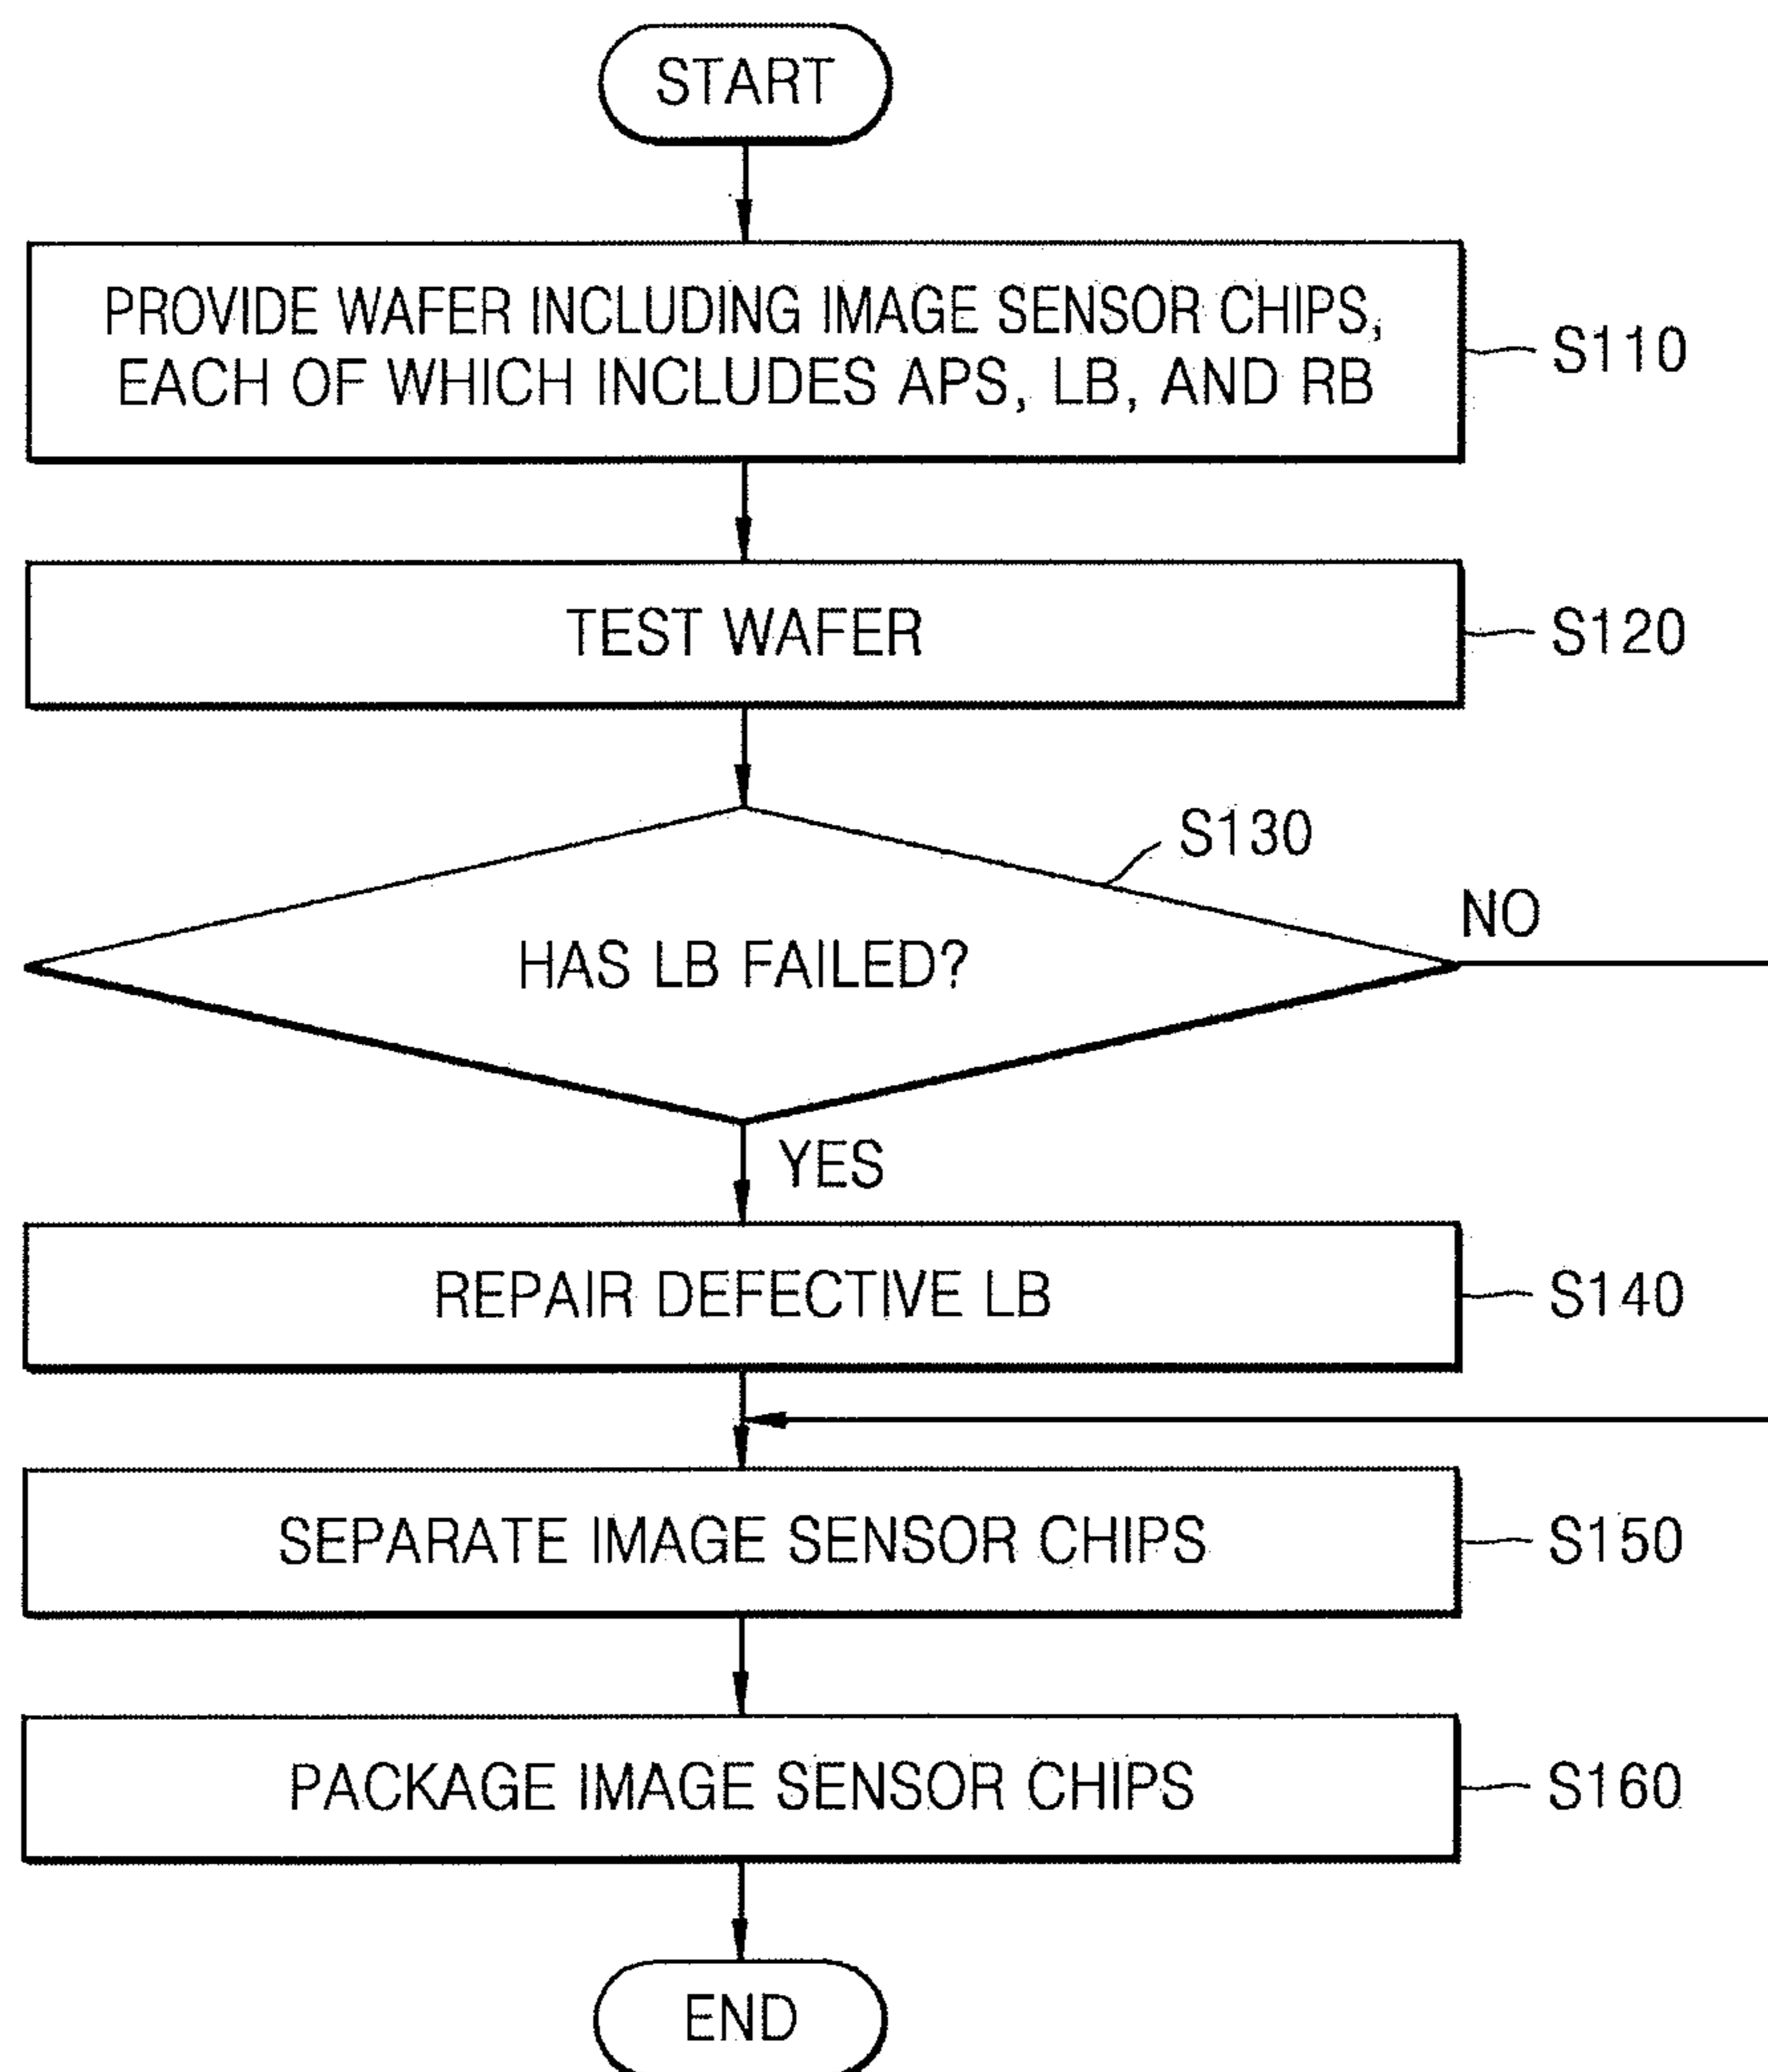 START
PROVIDE WAFER INCLUDING IMAGE SENSOR CHIPS,
EACH OF WHICH INCLUDES APS, LB, AND RB
S110
TEST WAFER
S120
S130
HAS LB FAILED?
NO
YES
REPAIR DEFECTIVE LB
S140
SEPARATE IMAGE SENSOR CHIPS
S150
PACKAGE IMAGE SENSOR CHIPS
S160
END